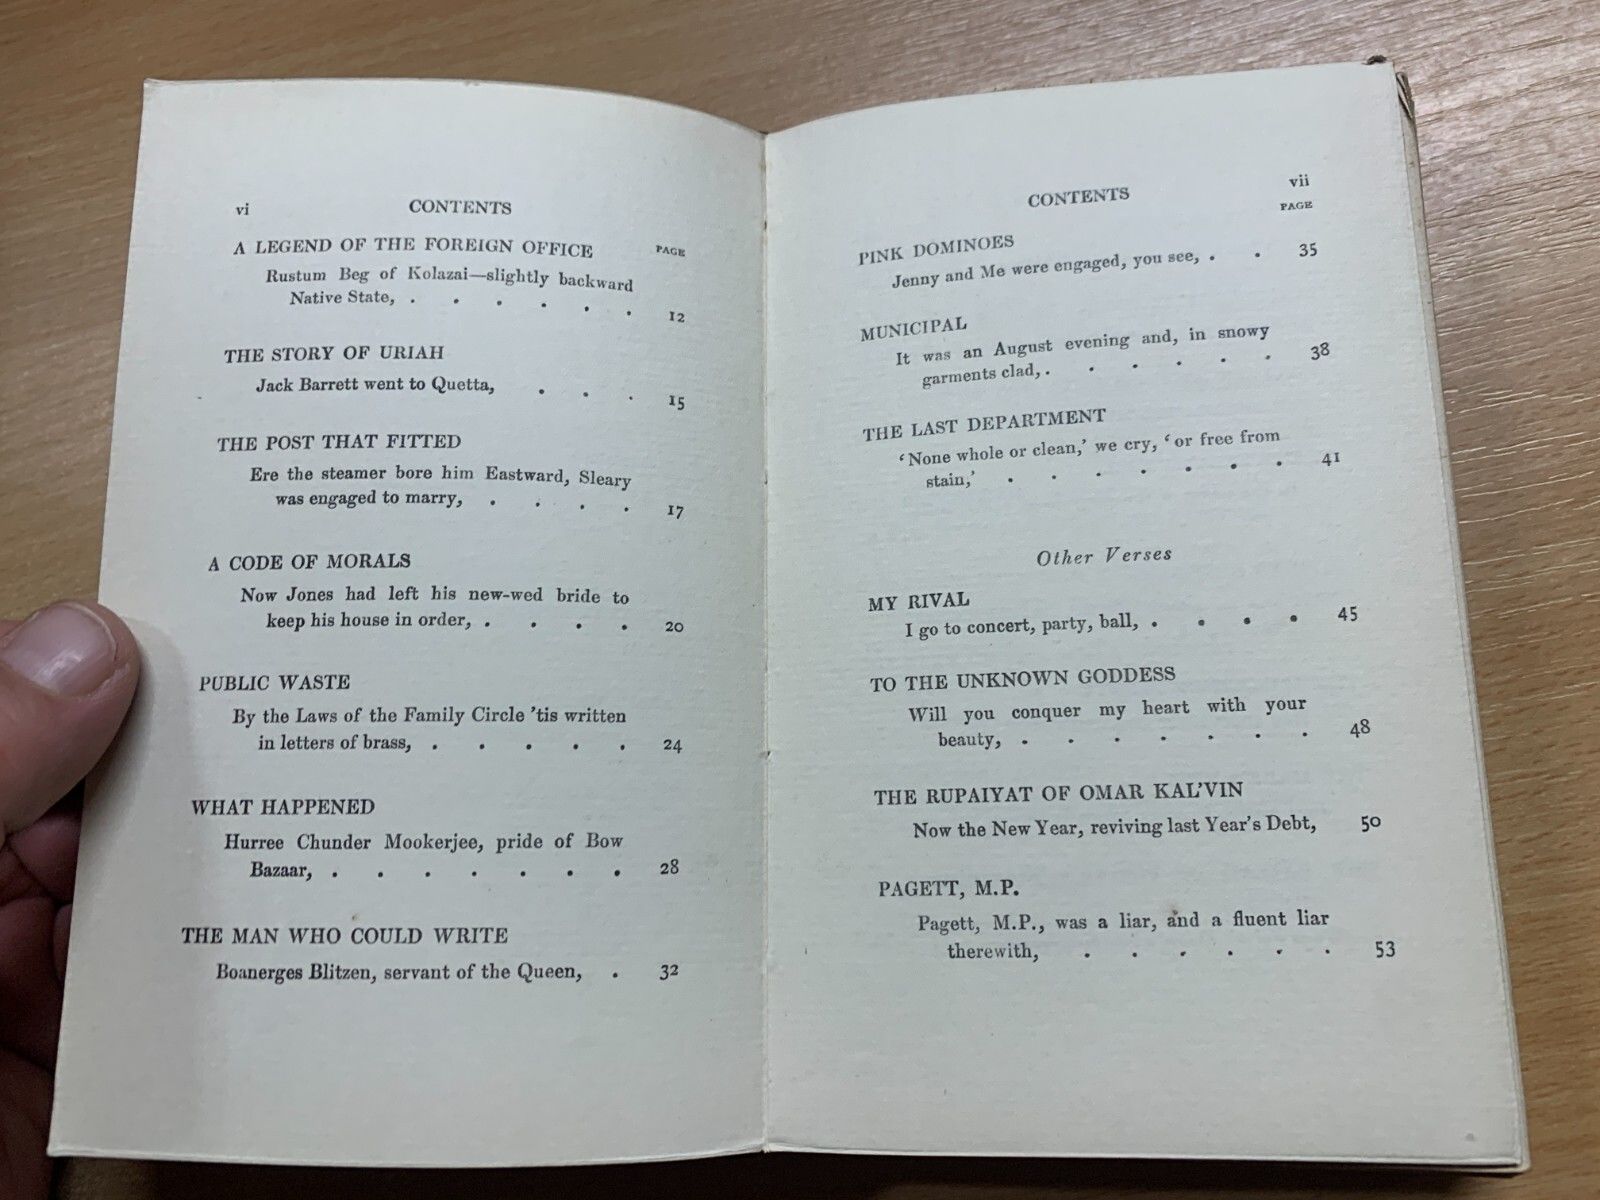 vi CONTENTS
A LEGEND OF THE FOREIGN OFFICE PAGE
Rustum Beg of Kolazai—slightly backward
Native State, . . . . . . 12
THE STORY OF URIAH
Jack Barrett went to Quetta, . . . 15
THE POST THAT FITTED
Ere the steamer bore him Eastward, Sleary
was engaged to marry, . . . . 17
A CODE OF MORALS
Now Jones had left his new-wed bride to
keep his house in order, . . . . 20
PUBLIC WASTE
By the Laws of the Family Circle 'tis written
in letters of brass, . . . . . 24
WHAT HAPPENED
Hurree Chunder Mookerjee, pride of Bow
Bazaar, . . . . . . . 28
THE MAN WHO COULD WRITE
Boanerges Blitzen, servant of the Queen, . 32
CONTENTS vii
PAGE
PINK DOMINOES
Jenny and Me were engaged, you see, . . 35
MUNICIPAL
It was an August evening and, in snowy
garments clad, . . . . . . 38
THE LAST DEPARTMENT
'None whole or clean,' we cry, 'or free from
stain,' . . . . . . . 41
Other Verses
MY RIVAL
I go to concert, party, ball, . . . . 45
TO THE UNKNOWN GODDESS
Will you conquer my heart with your
beauty, . . . . . . . 48
THE RUPAIYAT OF OMAR KAL'VIN
Now the New Year, reviving last Year's Debt, 50
PAGETT, M.P.
Pagett, M.P., was a liar, and a fluent liar
therewith, . . . . . . 53